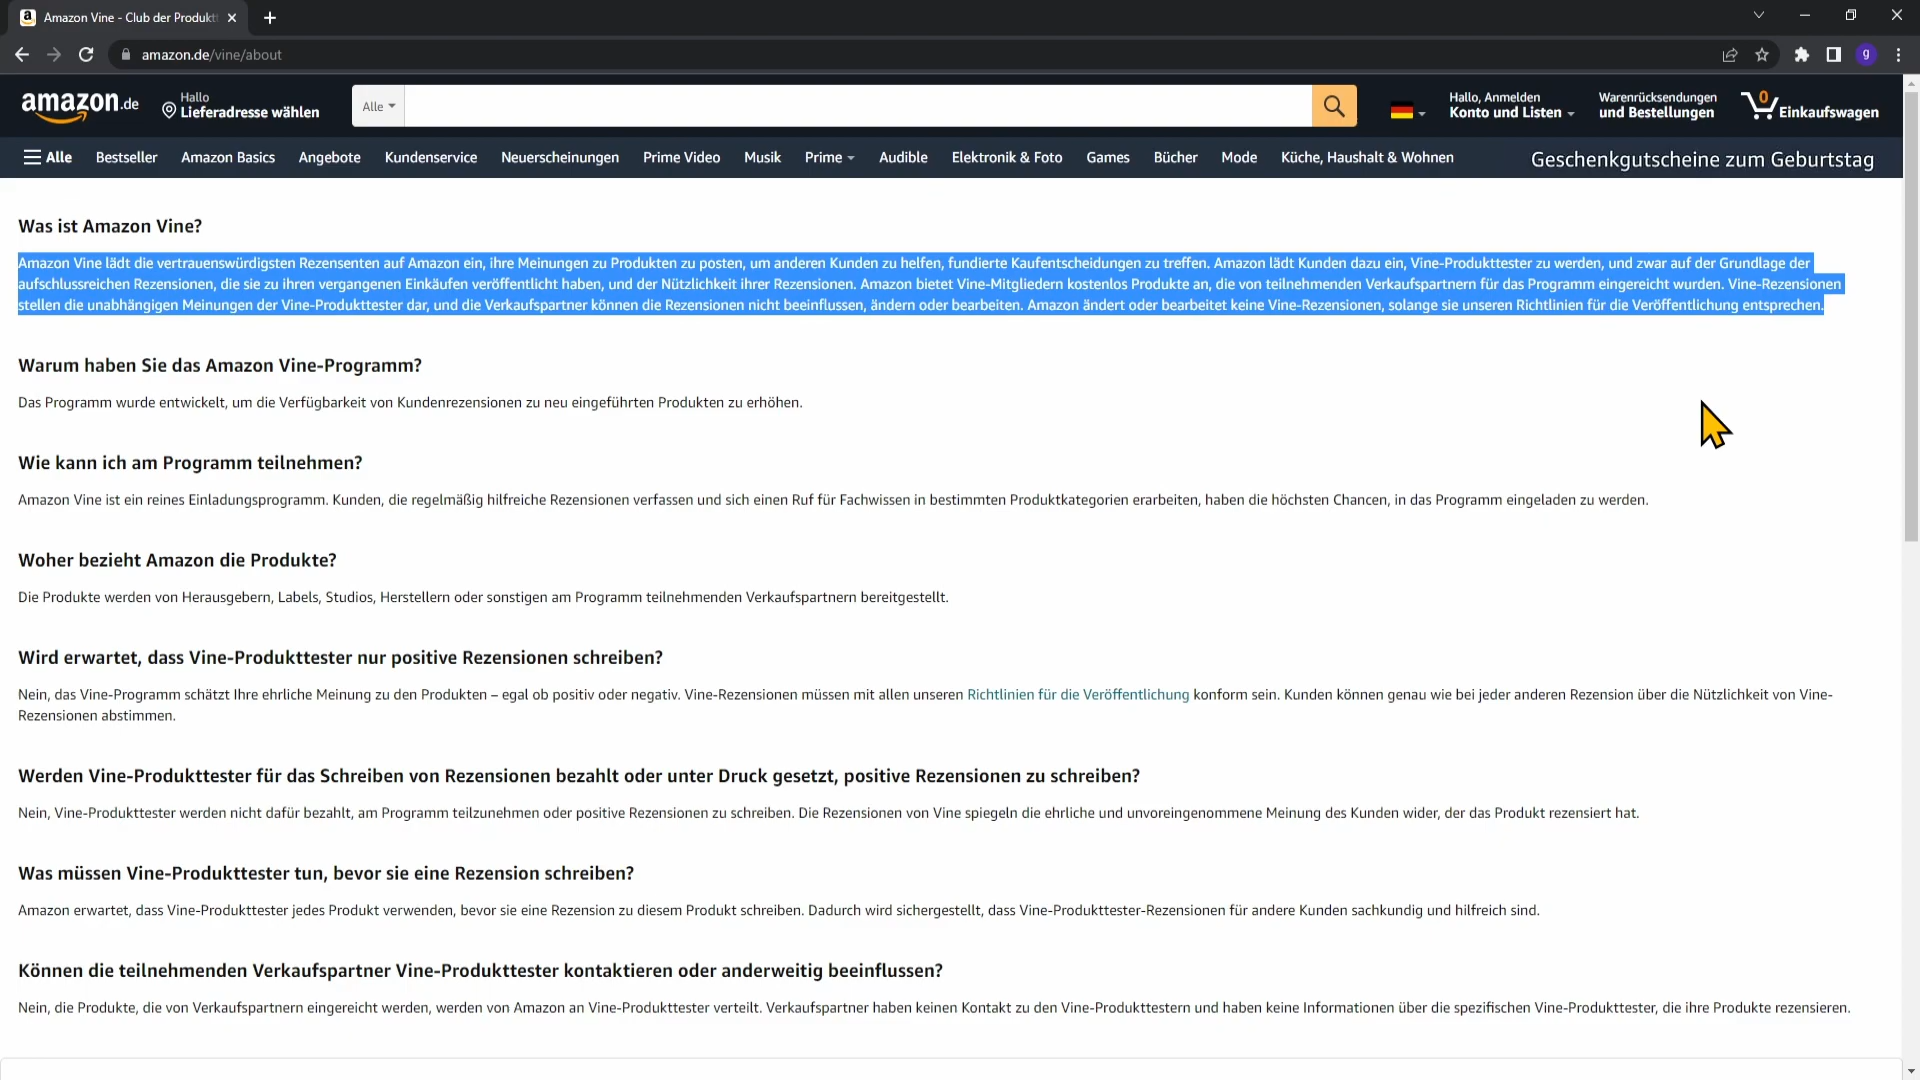 Amazon Vine - Club der Produktt
amazon.de/vine/about
g
amazon.de
Hallo
Lieferadresse wählen
Alle
Hallo, Anmelden
Konto und Listen
Warenrücksendungen
und Bestellungen
0
Einkaufswagen
Alle Bestseller Amazon Basics Angebote Kundenservice Neuerscheinungen Prime Video Musik Prime Audible Elektronik & Foto Games Bücher Mode Küche, Haushalt & Wohnen Geschenkgutscheine zum Geburtstag
Was ist Amazon Vine?
Amazon Vine lädt die vertrauenswürdigsten Rezensenten auf Amazon ein, ihre Meinungen zu Produkten zu posten, um anderen Kunden zu helfen, fundierte Kaufentscheidungen zu treffen. Amazon lädt Kunden dazu ein, Vine-Produkttester zu werden, und zwar auf der Grundlage der
aufschlussreichen Rezensionen, die sie zu ihren vergangenen Einkäufen veröffentlicht haben, und der Nützlichkeit ihrer Rezensionen. Amazon bietet Vine-Mitgliedern kostenlos Produkte an, die von teilnehmenden Verkaufspartnern für das Programm eingereicht wurden. Vine-Rezensionen
stellen die unabhängigen Meinungen der Vine-Produkttester dar, und die Verkaufspartner können die Rezensionen nicht beeinflussen, ändern oder bearbeiten. Amazon ändert oder bearbeitet keine Vine-Rezensionen, solange sie unseren Richtlinien für die Veröffentlichung entsprechen.
Warum haben Sie das Amazon Vine-Programm?
Das Programm wurde entwickelt, um die Verfügbarkeit von Kundenrezensionen zu neu eingeführten Produkten zu erhöhen.
Wie kann ich am Programm teilnehmen?
Amazon Vine ist ein reines Einladungsprogramm. Kunden, die regelmäßig hilfreiche Rezensionen verfassen und sich einen Ruf für Fachwissen in bestimmten Produktkategorien erarbeiten, haben die höchsten Chancen, in das Programm eingeladen zu werden.
Woher bezieht Amazon die Produkte?
Die Produkte werden von Herausgebern, Labels, Studios, Herstellern oder sonstigen am Programm teilnehmenden Verkaufspartnern bereitgestellt.
Wird erwartet, dass Vine-Produkttester nur positive Rezensionen schreiben?
Nein, das Vine-Programm schätzt Ihre ehrliche Meinung zu den Produkten – egal ob positiv oder negativ. Vine-Rezensionen müssen mit allen unseren Richtlinien für die Veröffentlichung konform sein. Kunden können genau wie bei jeder anderen Rezension über die Nützlichkeit von Vine-
Rezensionen abstimmen.
Werden Vine-Produkttester für das Schreiben von Rezensionen bezahlt oder unter Druck gesetzt, positive Rezensionen zu schreiben?
Nein, Vine-Produkttester werden nicht dafür bezahlt, am Programm teilzunehmen oder positive Rezensionen zu schreiben. Die Rezensionen von Vine spiegeln die ehrliche und unvoreingenommene Meinung des Kunden wider, der das Produkt rezensiert hat.
Was müssen Vine-Produkttester tun, bevor sie eine Rezension schreiben?
Amazon erwartet, dass Vine-Produkttester jedes Produkt verwenden, bevor sie eine Rezension zu diesem Produkt schreiben. Dadurch wird sichergestellt, dass Vine-Produkttester-Rezensionen für andere Kunden sachkundig und hilfreich sind.
Können die teilnehmenden Verkaufspartner Vine-Produkttester kontaktieren oder anderweitig beeinflussen?
Nein, die Produkte, die von Verkaufspartnern eingereicht werden, werden von Amazon an Vine-Produkttester verteilt. Verkaufspartner haben keinen Kontakt zu den Vine-Produkttestern und haben keine Informationen über die spezifischen Vine-Produkttester, die ihre Produkte rezensieren.